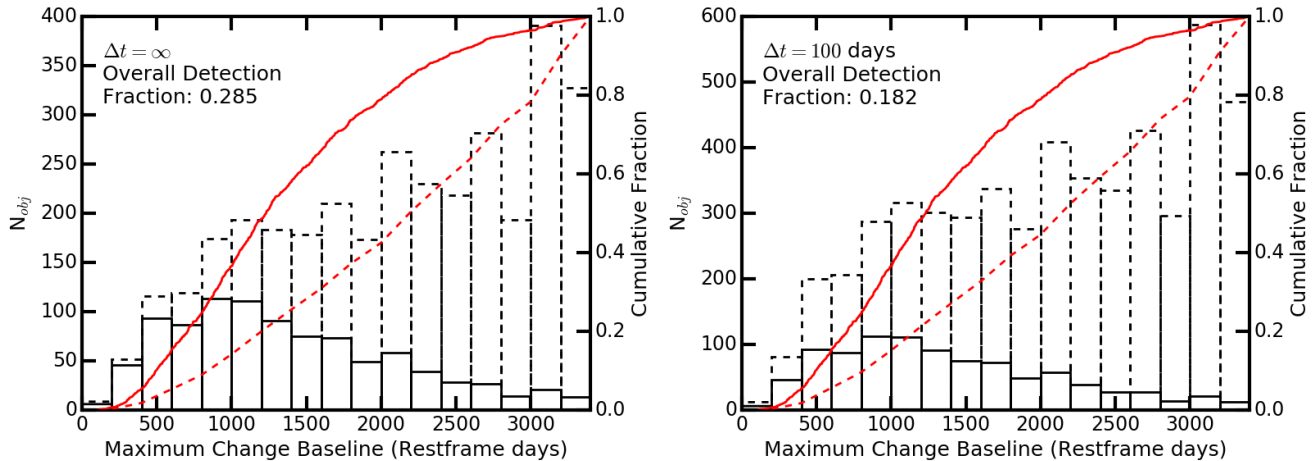 400
350
300
250
200
150
100
50
0
N_obj
Δt = ∞
Overall Detection
Fraction: 0.285
1.0
0.8
0.6
0.4
0.2
0.0
Cumulative Fraction
0 500 1000 1500 2000 2500 3000
Maximum Change Baseline (Restframe days)
600
500
400
300
200
100
0
N_obj
Δt = 100 days
Overall Detection
Fraction: 0.182
1.0
0.8
0.6
0.4
0.2
0.0
Cumulative Fraction
0 500 1000 1500 2000 2500 3000
Maximum Change Baseline (Restframe days)